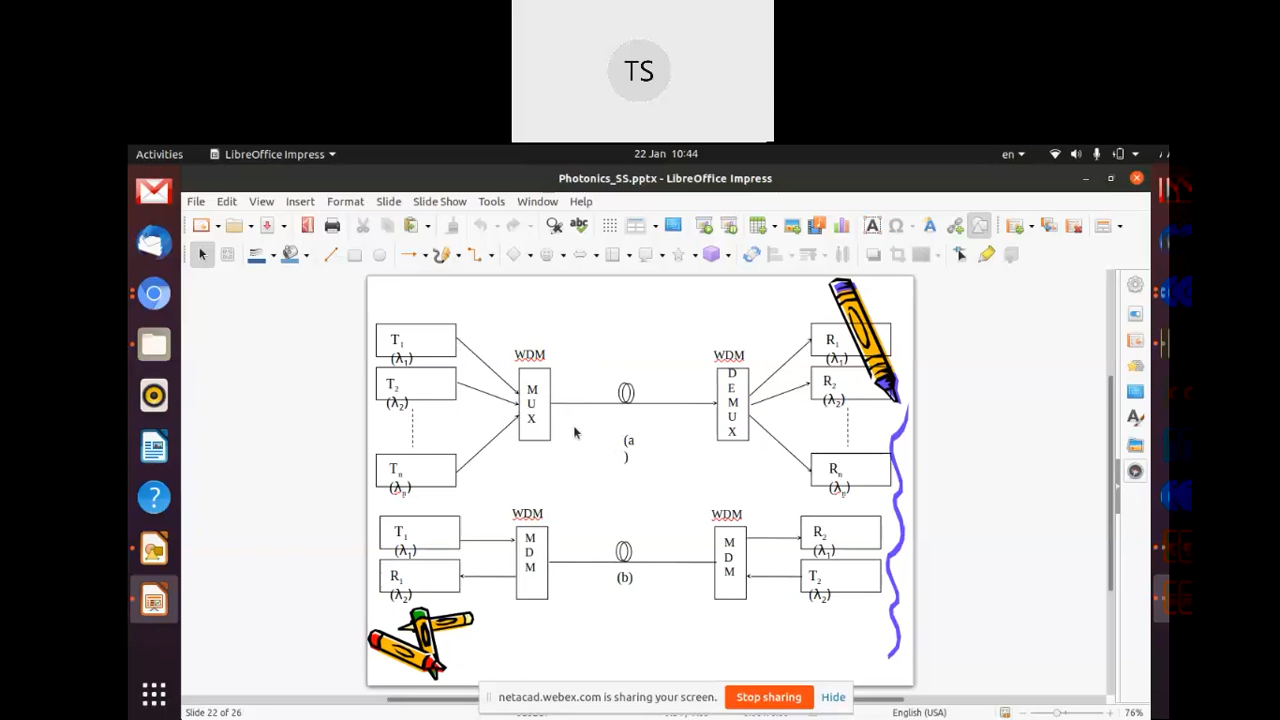 TS
Activities
LibreOffice Impress
22 Jan 10:44
en
Photonics_SS.pptx - LibreOffice Impress
File Edit View Insert Format Slide Slide Show Tools Window Help
T1
(λ1)
T2
(λ2)
Tn
(λn)
WDM
M
U
X
(a
)
WDM
D
E
M
U
X
R1
(λ1)
R2
(λ2)
Rn
(λn)
T1
(λ1)
R1
(λ2)
WDM
M
D
M
(b)
WDM
M
D
M
R2
(λ1)
T2
(λ2)
netacad.webex.com is sharing your screen.
Stop sharing
Hide
Slide 22 of 26
English (USA)
76%